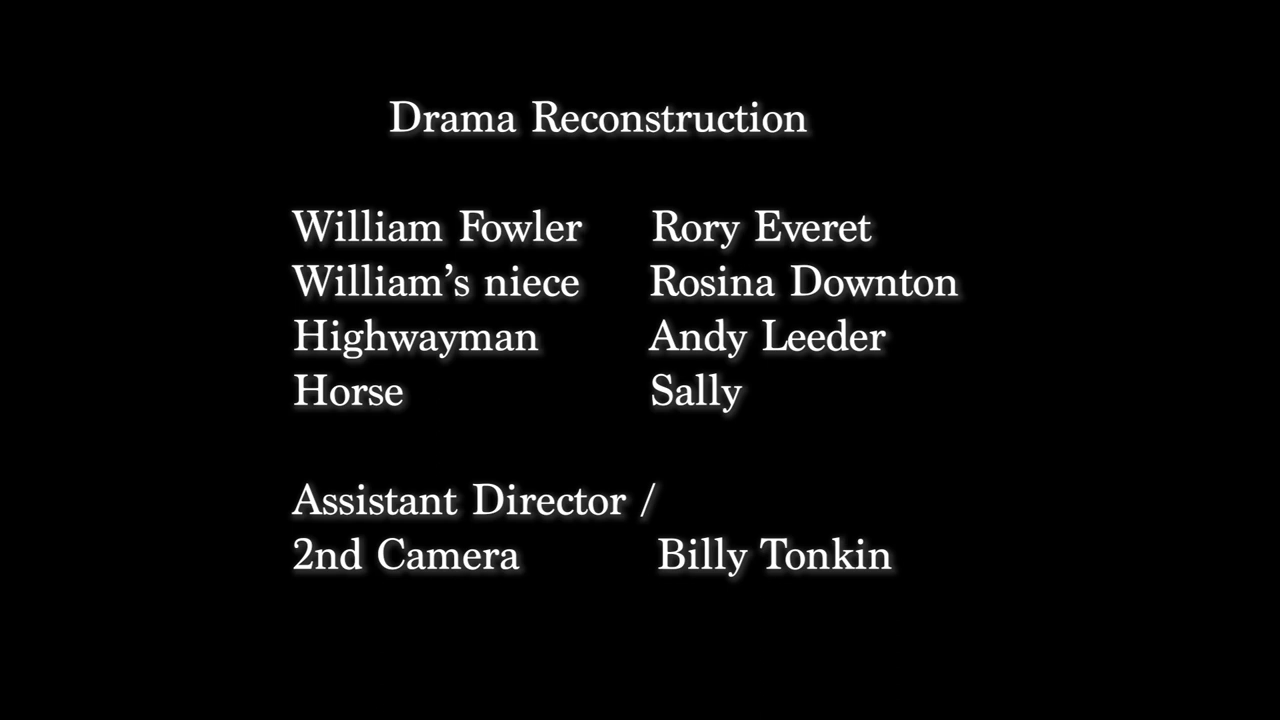 Drama Reconstruction
William Fowler Rory Everet
William’s niece Rosina Downton
Highwayman Andy Leeder
Horse Sally
Assistant Director /
2nd Camera Billy Tonkin